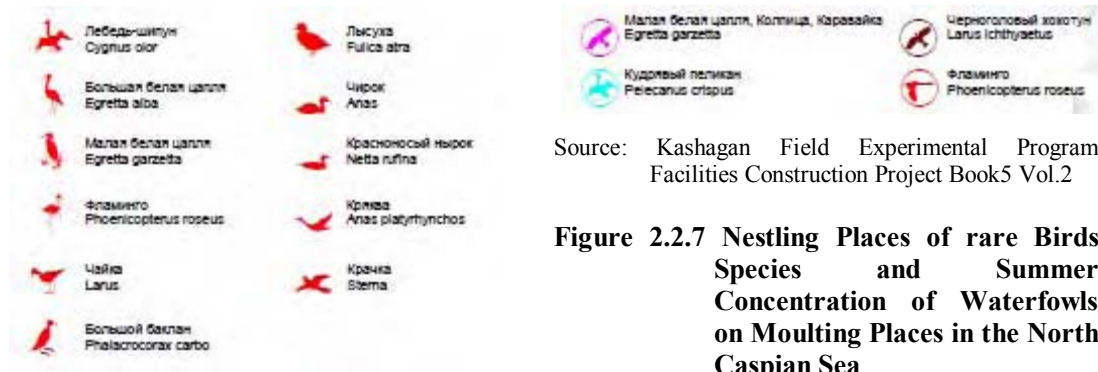 Лебедь-шипун
Cygnus olor
Большая белая цапля
Egretta alba
Малая белая цапля
Egretta garzetta
Фламинго
Phoenicopterus roseus
Чайка
Larus
Большой баклан
Phalacrocorax carbo
Лысуха
Fulica atra
Чирок
Anas
Красноносый нырок
Netta rufina
Кряква
Anas platyrhynchos
Крачка
Sterna
Малая белая цапля, Колпица, Каравайка
Egretta garzetta
Кудрявый пеликан
Pelecanus crispus
Черноголовый хохотун
Larus ichthyaetus
Фламинго
Phoenicopterus roseus
Source: Kashagan Field Experimental Program
Facilities Construction Project Book5 Vol.2
Figure 2.2.7 Nestling Places of rare Birds
Species and Summer
Concentration of Waterfowls
on Moulting Places in the North
Caspian Sea